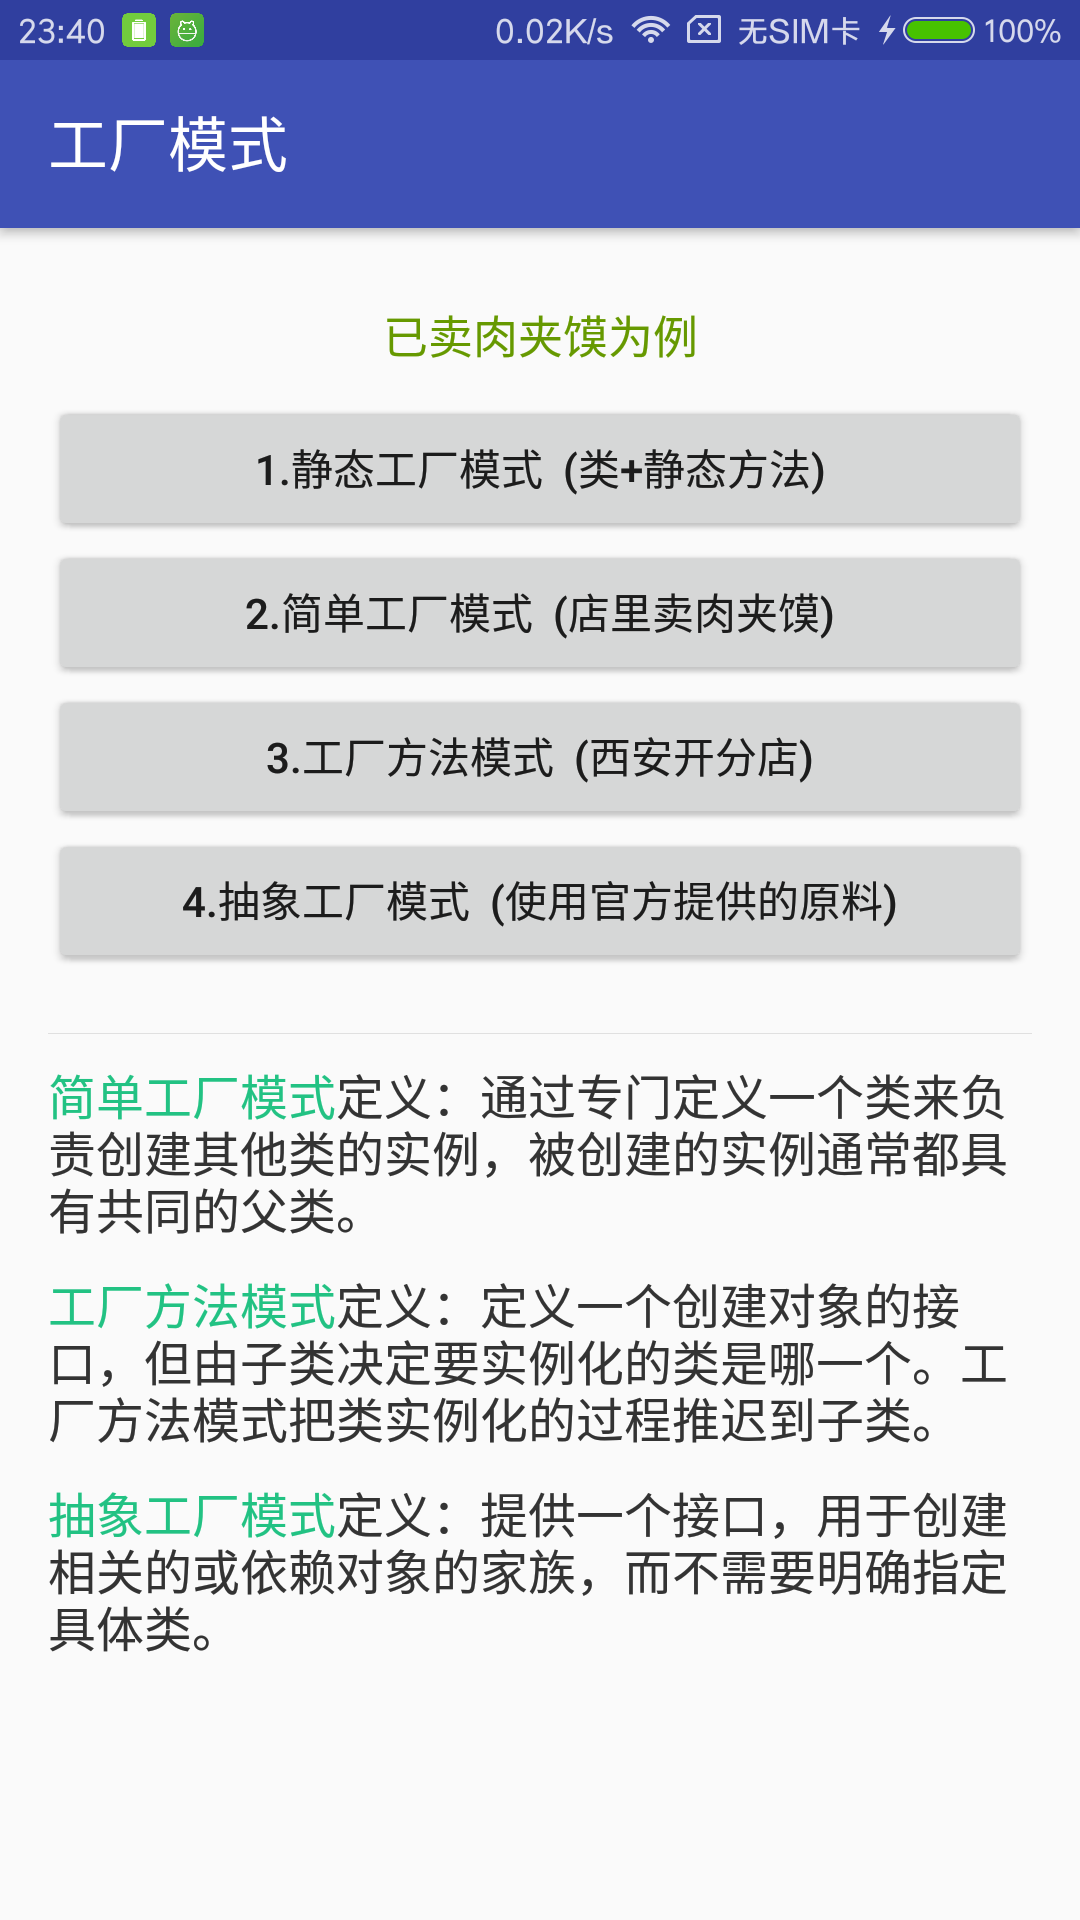 23:40 0.02K/s 无SIM卡 100%
工厂模式
已卖肉夹馍为例
1.静态工厂模式 (类+静态方法)
2.简单工厂模式 (店里卖肉夹馍)
3.工厂方法模式 (西安开分店)
4.抽象工厂模式 (使用官方提供的原料)
简单工厂模式定义：通过专门定义一个类来负
责创建其他类的实例，被创建的实例通常都具
有共同的父类。
工厂方法模式定义：定义一个创建对象的接
口，但由子类决定要实例化的类是哪一个。工
厂方法模式把类实例化的过程推迟到子类。
抽象工厂模式定义：提供一个接口，用于创建
相关的或依赖对象的家族，而不需要明确指定
具体类。